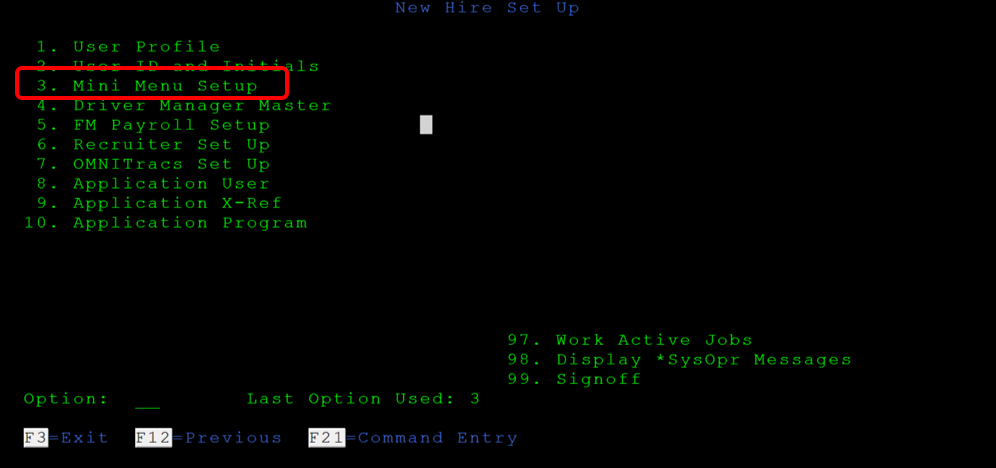 New Hire Set Up
1. User Profile
2. User ID and Initials
3. Mini Menu Setup
4. Driver Manager Master
5. FM Payroll Setup
6. Recruiter Set Up
7. OMNITracs Set Up
8. Application User
9. Application X-Ref
10. Application Program
97. Work Active Jobs
98. Display *SysOpr Messages
99. Signoff
Option: __ Last Option Used: 3
F3=Exit F12=Previous F21=Command Entry